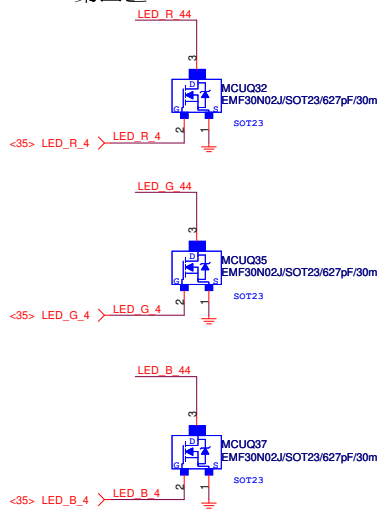 LED_R_44
3
D
MCUQ32
EMF30N02J/SOT23/627pF/30m
G
S
SOT23
2
1
<35> LED_R_4
LED_R_4
LED_G_44
3
D
MCUQ35
EMF30N02J/SOT23/627pF/30m
G
S
SOT23
2
1
<35> LED_G_4
LED_G_4
LED_B_44
3
D
MCUQ37
EMF30N02J/SOT23/627pF/30m
G
S
SOT23
2
1
<35> LED_B_4
LED_B_4